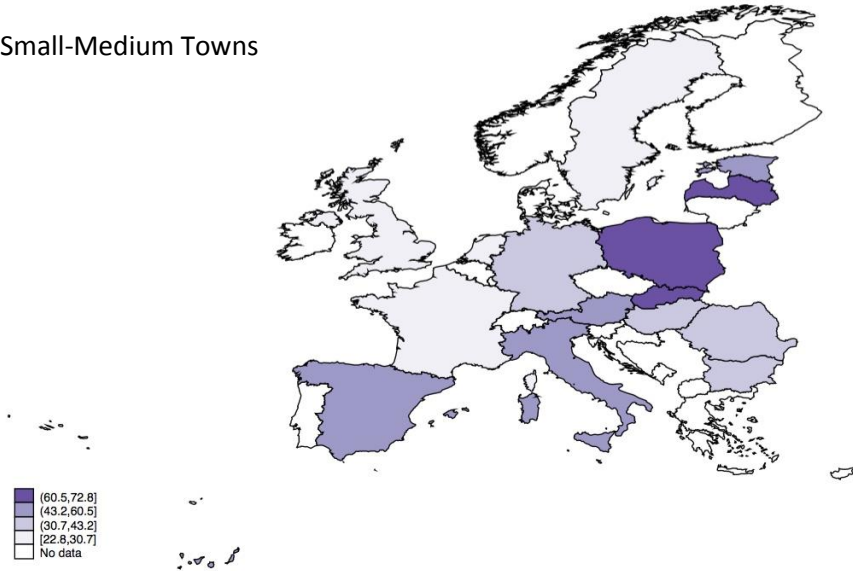 Small-Medium Towns
(60.5,72.8]
(43.2,60.5]
(30.7,43.2]
[22.8,30.7]
No data